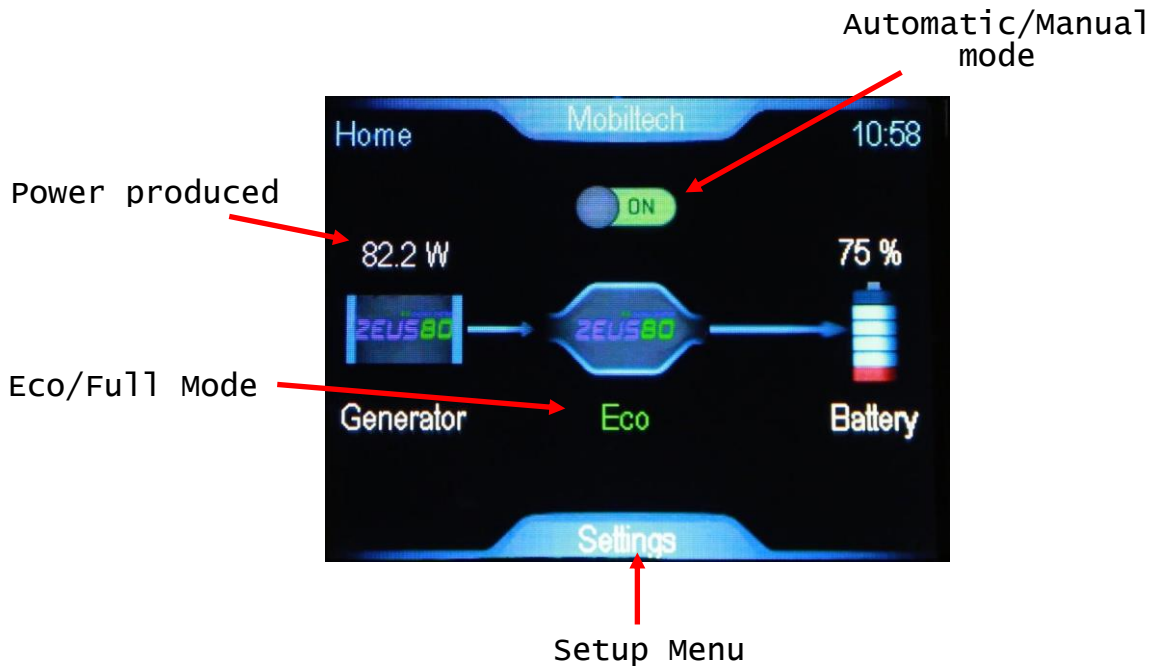 Automatic/Manual
mode
Mobiltech
Home
10:58
ON
Power produced
82.2 W
75 %
ZEUS80
ZEUS80
Eco/Full Mode
Generator
Eco
Battery
Settings
Setup Menu